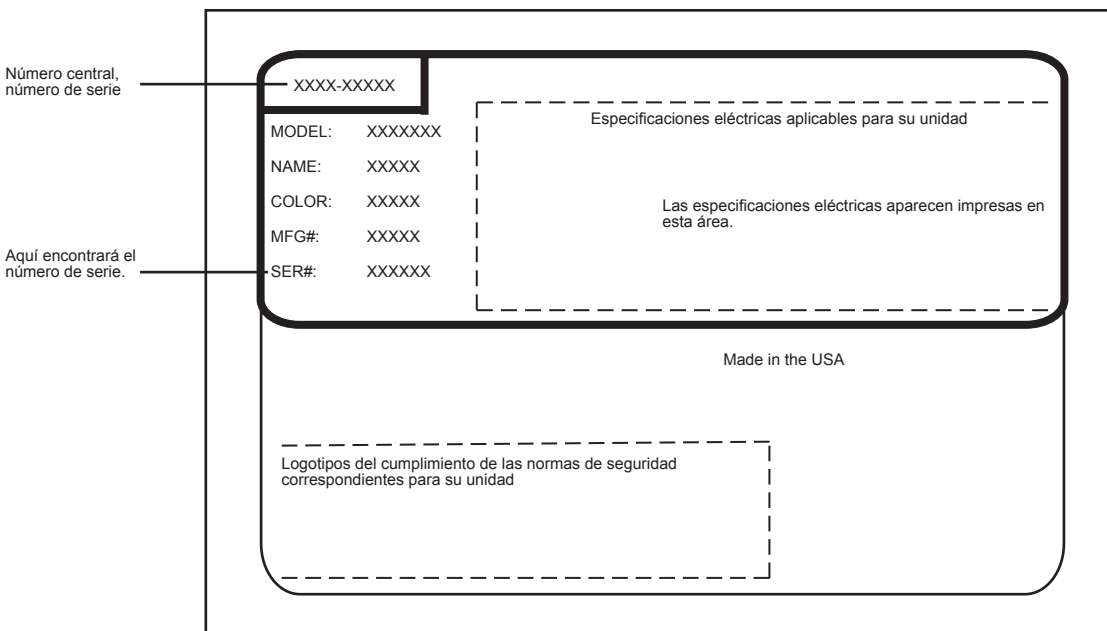 Número central,
número de serie
XXXX-XXXXX
Especificaciones eléctricas aplicables para su unidad
MODEL: XXXXXXX
NAME: XXXXX
COLOR: XXXXX
Las especificaciones eléctricas aparecen impresas en
esta área.
MFG#: XXXXX
Aquí encontrará el
número de serie.
SER#: XXXXXX
Made in the USA
Logotipos del cumplimiento de las normas de seguridad
correspondientes para su unidad